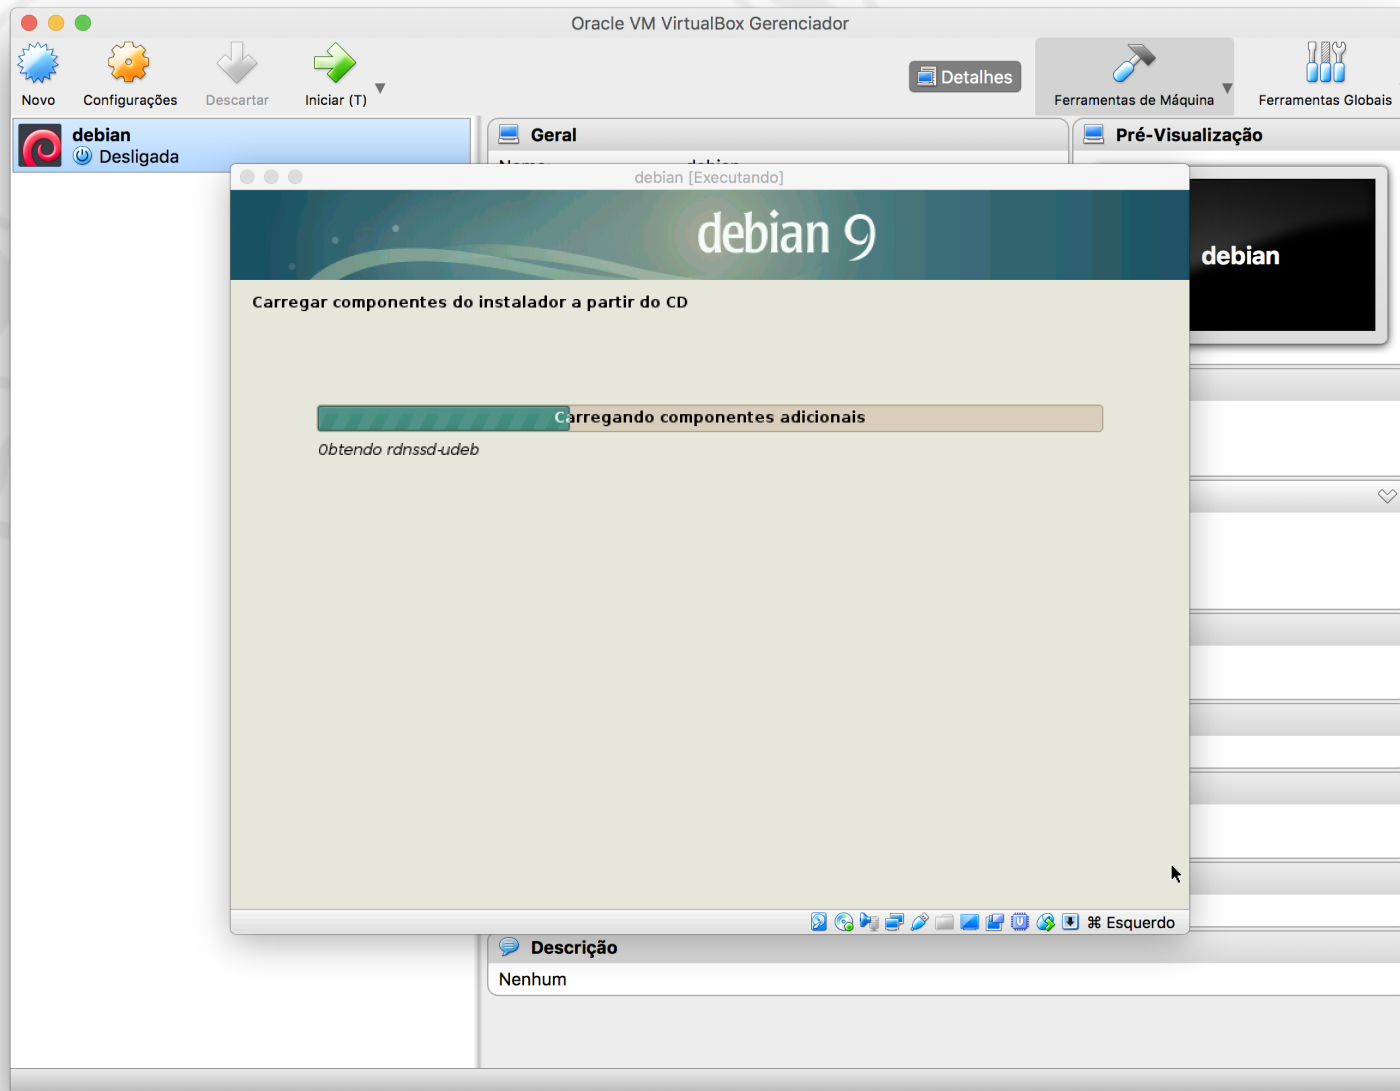 Oracle VM VirtualBox Gerenciador
Novo
Configurações
Descartar
Iniciar (T)
Detalhes
Ferramentas de Máquina
Ferramentas Globais
debian
Desligada
Geral
Pré-Visualização
debian
debian [Executando]
debian 9
Carregar componentes do instalador a partir do CD
Carregando componentes adicionais
Obtendo rdnssd-udeb
⌘ Esquerdo
Descrição
Nenhum